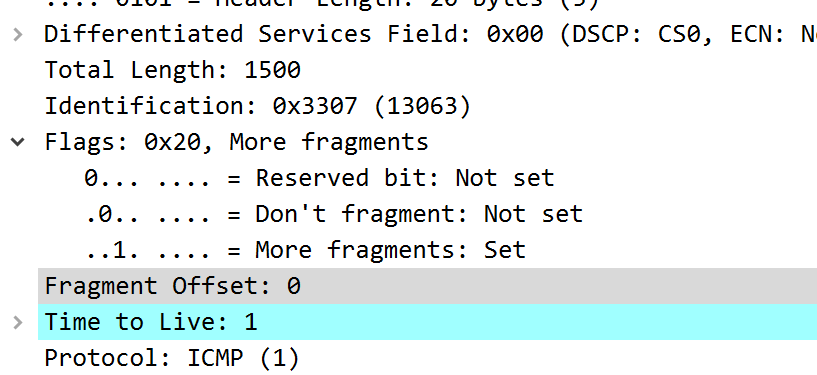 .... 0101 = Header Length: 20 bytes (5)
Differentiated Services Field: 0x00 (DSCP: CS0, ECN:
Total Length: 1500
Identification: 0x3307 (13063)
Flags: 0x20, More fragments
0... .... = Reserved bit: Not set
.0.. .... = Don't fragment: Not set
..1. .... = More fragments: Set
Fragment Offset: 0
Time to Live: 1
Protocol: ICMP (1)